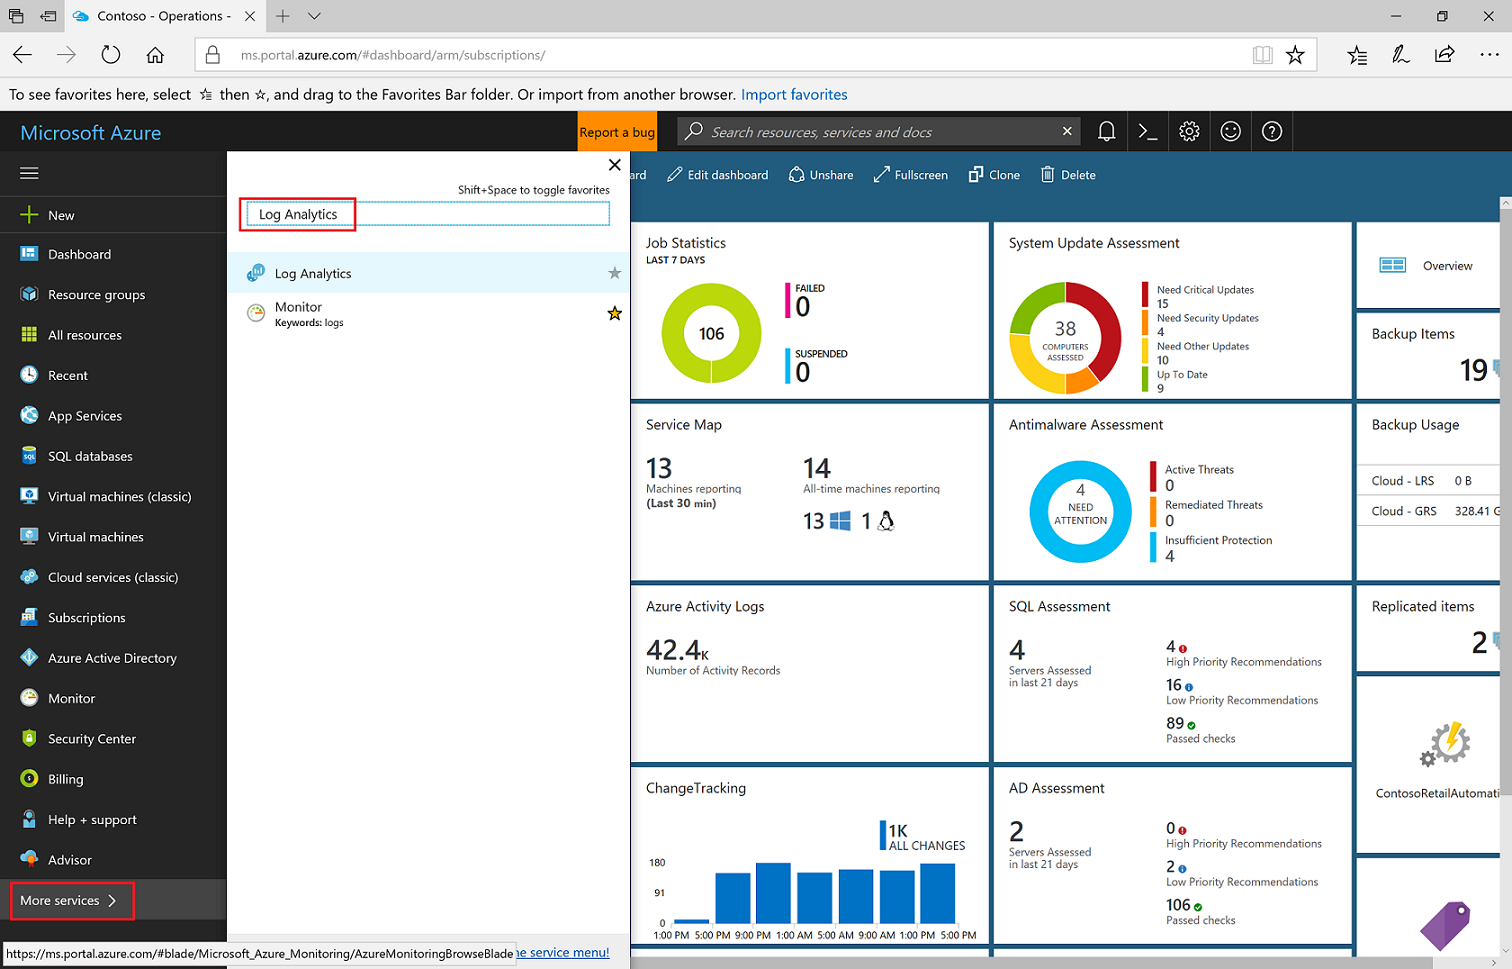 Contoso - Operations -
ms.portal.azure.com/#dashboard/arm/subscriptions/
To see favorites here, select then , and drag to the Favorites Bar folder. Or import from another browser. Import favorites
Microsoft Azure
Report a bug
Search resources, services and docs
New
Dashboard
Resource groups
All resources
Recent
App Services
SQL databases
Virtual machines (classic)
Virtual machines
Cloud services (classic)
Subscriptions
Azure Active Directory
Monitor
Security Center
Billing
Help + support
Advisor
More services
https://ms.portal.azure.com/#blade/Microsoft_Azure_Monitoring/AzureMonitoringBrowseBlade
Shift+Space to toggle favorites
Log Analytics
Log Analytics
Monitor
Keywords: logs
he service menu!
ard
Edit dashboard
Unshare
Fullscreen
Clone
Delete
Job Statistics
LAST 7 DAYS
106
FAILED
0
SUSPENDED
0
System Update Assessment
38
COMPUTERS
ASSESSED
Need Critical Updates
15
Need Security Updates
4
Need Other Updates
10
Up To Date
9
Overview
Backup Items
19
Service Map
13
Machines reporting
(Last 30 min)
14
All-time machines reporting
13 1
Antimalware Assessment
4
NEED
ATTENTION
Active Threats
0
Remediated Threats
0
Insufficient Protection
4
Backup Usage
Cloud - LRS 0 B
Cloud - GRS 328.41 G
Azure Activity Logs
42.4K
Number of Activity Records
SQL Assessment
4
Servers Assessed
in last 21 days
4
High Priority Recommendations
16
Low Priority Recommendations
89
Passed checks
Replicated items
2
ContosoRetailAutomati
ChangeTracking
1K
ALL CHANGES
180
91
0
1:00 PM 5:00 PM 9:00 PM 1:00 AM 5:00 AM 9:00 AM 1:00 PM 5:00 PM
AD Assessment
2
Servers Assessed
in last 21 days
0
High Priority Recommendations
2
Low Priority Recommendations
106
Passed checks